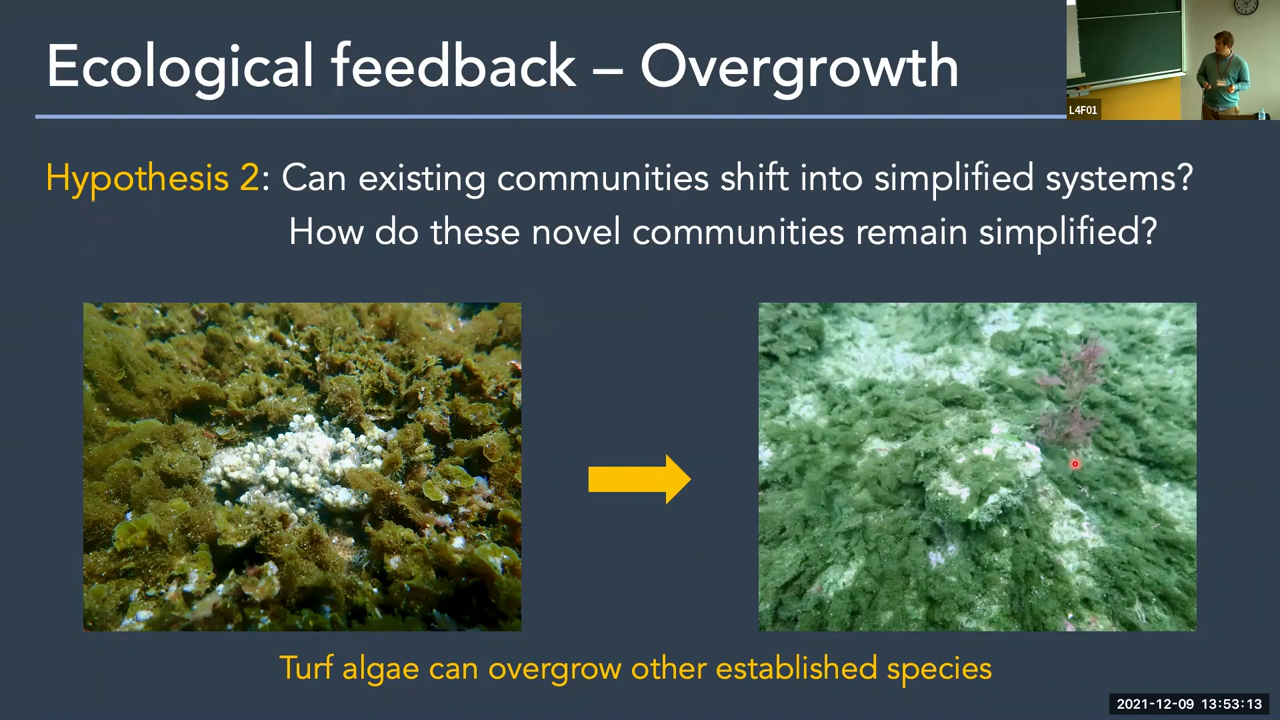 Ecological feedback – Overgrowth
L4F01
Hypothesis 2: Can existing communities shift into simplified systems?
How do these novel communities remain simplified?
Turf algae can overgrow other established species
2021-12-09 13:53:13